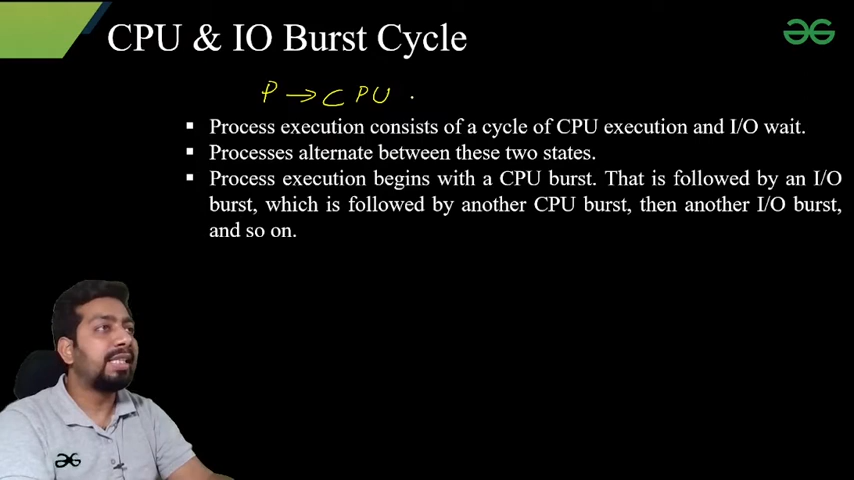 CPU & IO Burst Cycle
P → CPU
▪ Process execution consists of a cycle of CPU execution and I/O wait.
▪ Processes alternate between these two states.
▪ Process execution begins with a CPU burst. That is followed by an I/O
burst, which is followed by another CPU burst, then another I/O burst,
and so on.